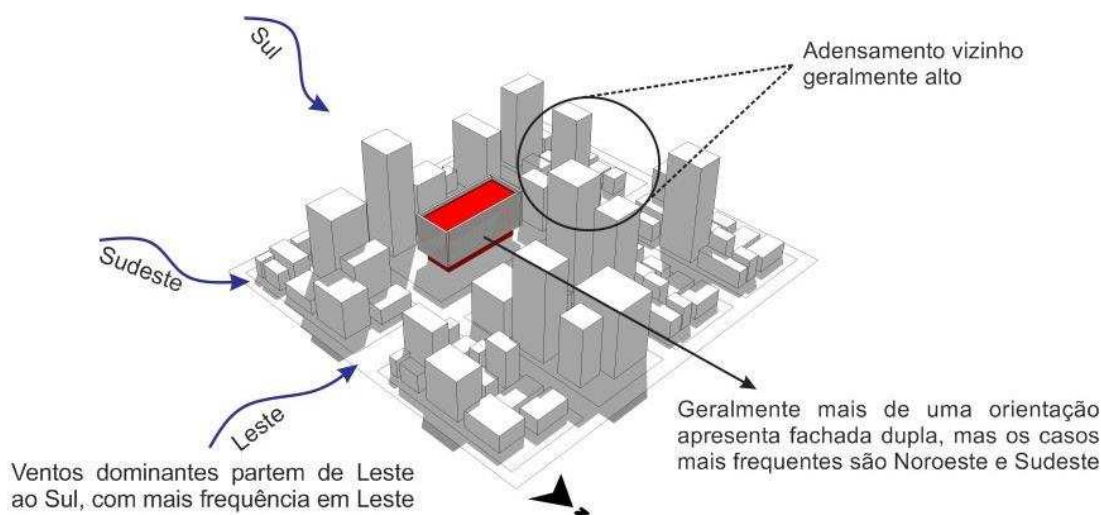 Sul
Adensamento vizinho
geralmente alto
Sudeste
Leste
Ventos dominantes partem de Leste
ao Sul, com mais frequência em Leste
Geralmente mais de uma orientação
apresenta fachada dupla, mas os casos
mais frequentes são Noroeste e Sudeste